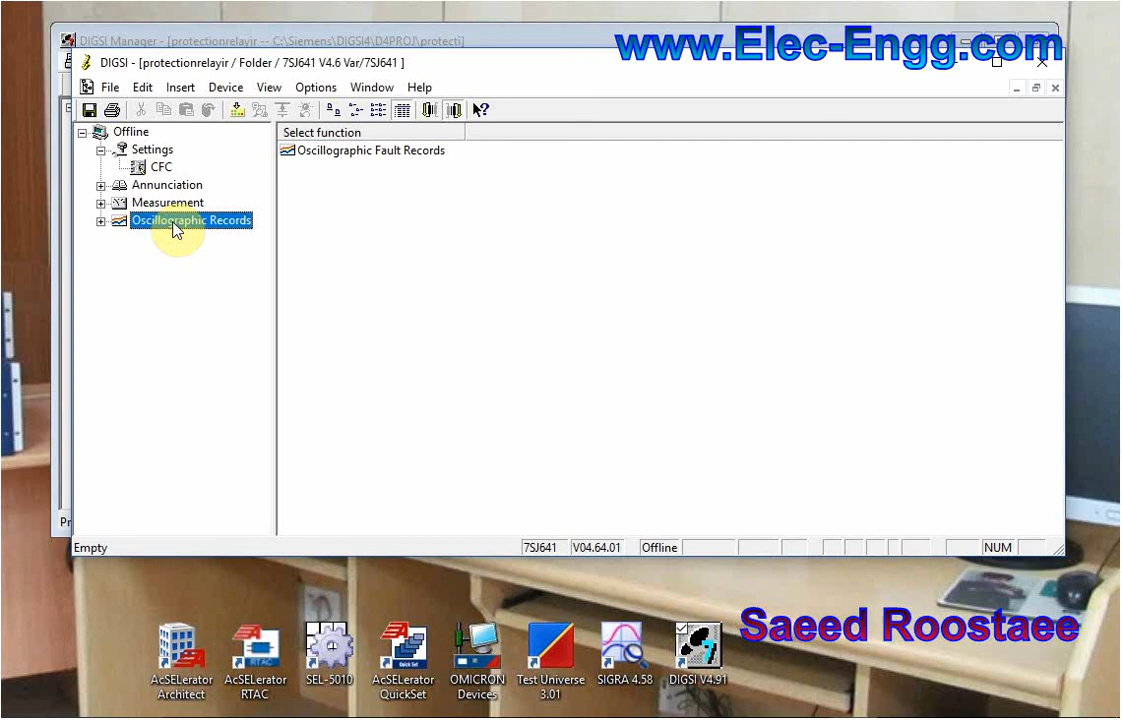 www.Elec-Engg.com
DIGSI Manager - [protectionrelayir -- C:\Siemens\DIGSI4\D4PROJ\protecti]
DIGSI - [protectionrelayir / Folder / 7SJ641 V4.6 Var/7SJ641 ]
File Edit Insert Device View Options Window Help
Offline
Settings
CFC
Annunciation
Measurement
Oscillographic Records
Select function
Oscillographic Fault Records
Pr
Empty
7SJ641 V04.64.01 Offline NUM
Saeed Roostaee
AcSELerator
Architect
AcSELerator
RTAC
SEL-5010
AcSELerator
QuickSet
OMICRON
Devices
Test Universe
3.01
SIGRA 4.58
DIGSI V4.91